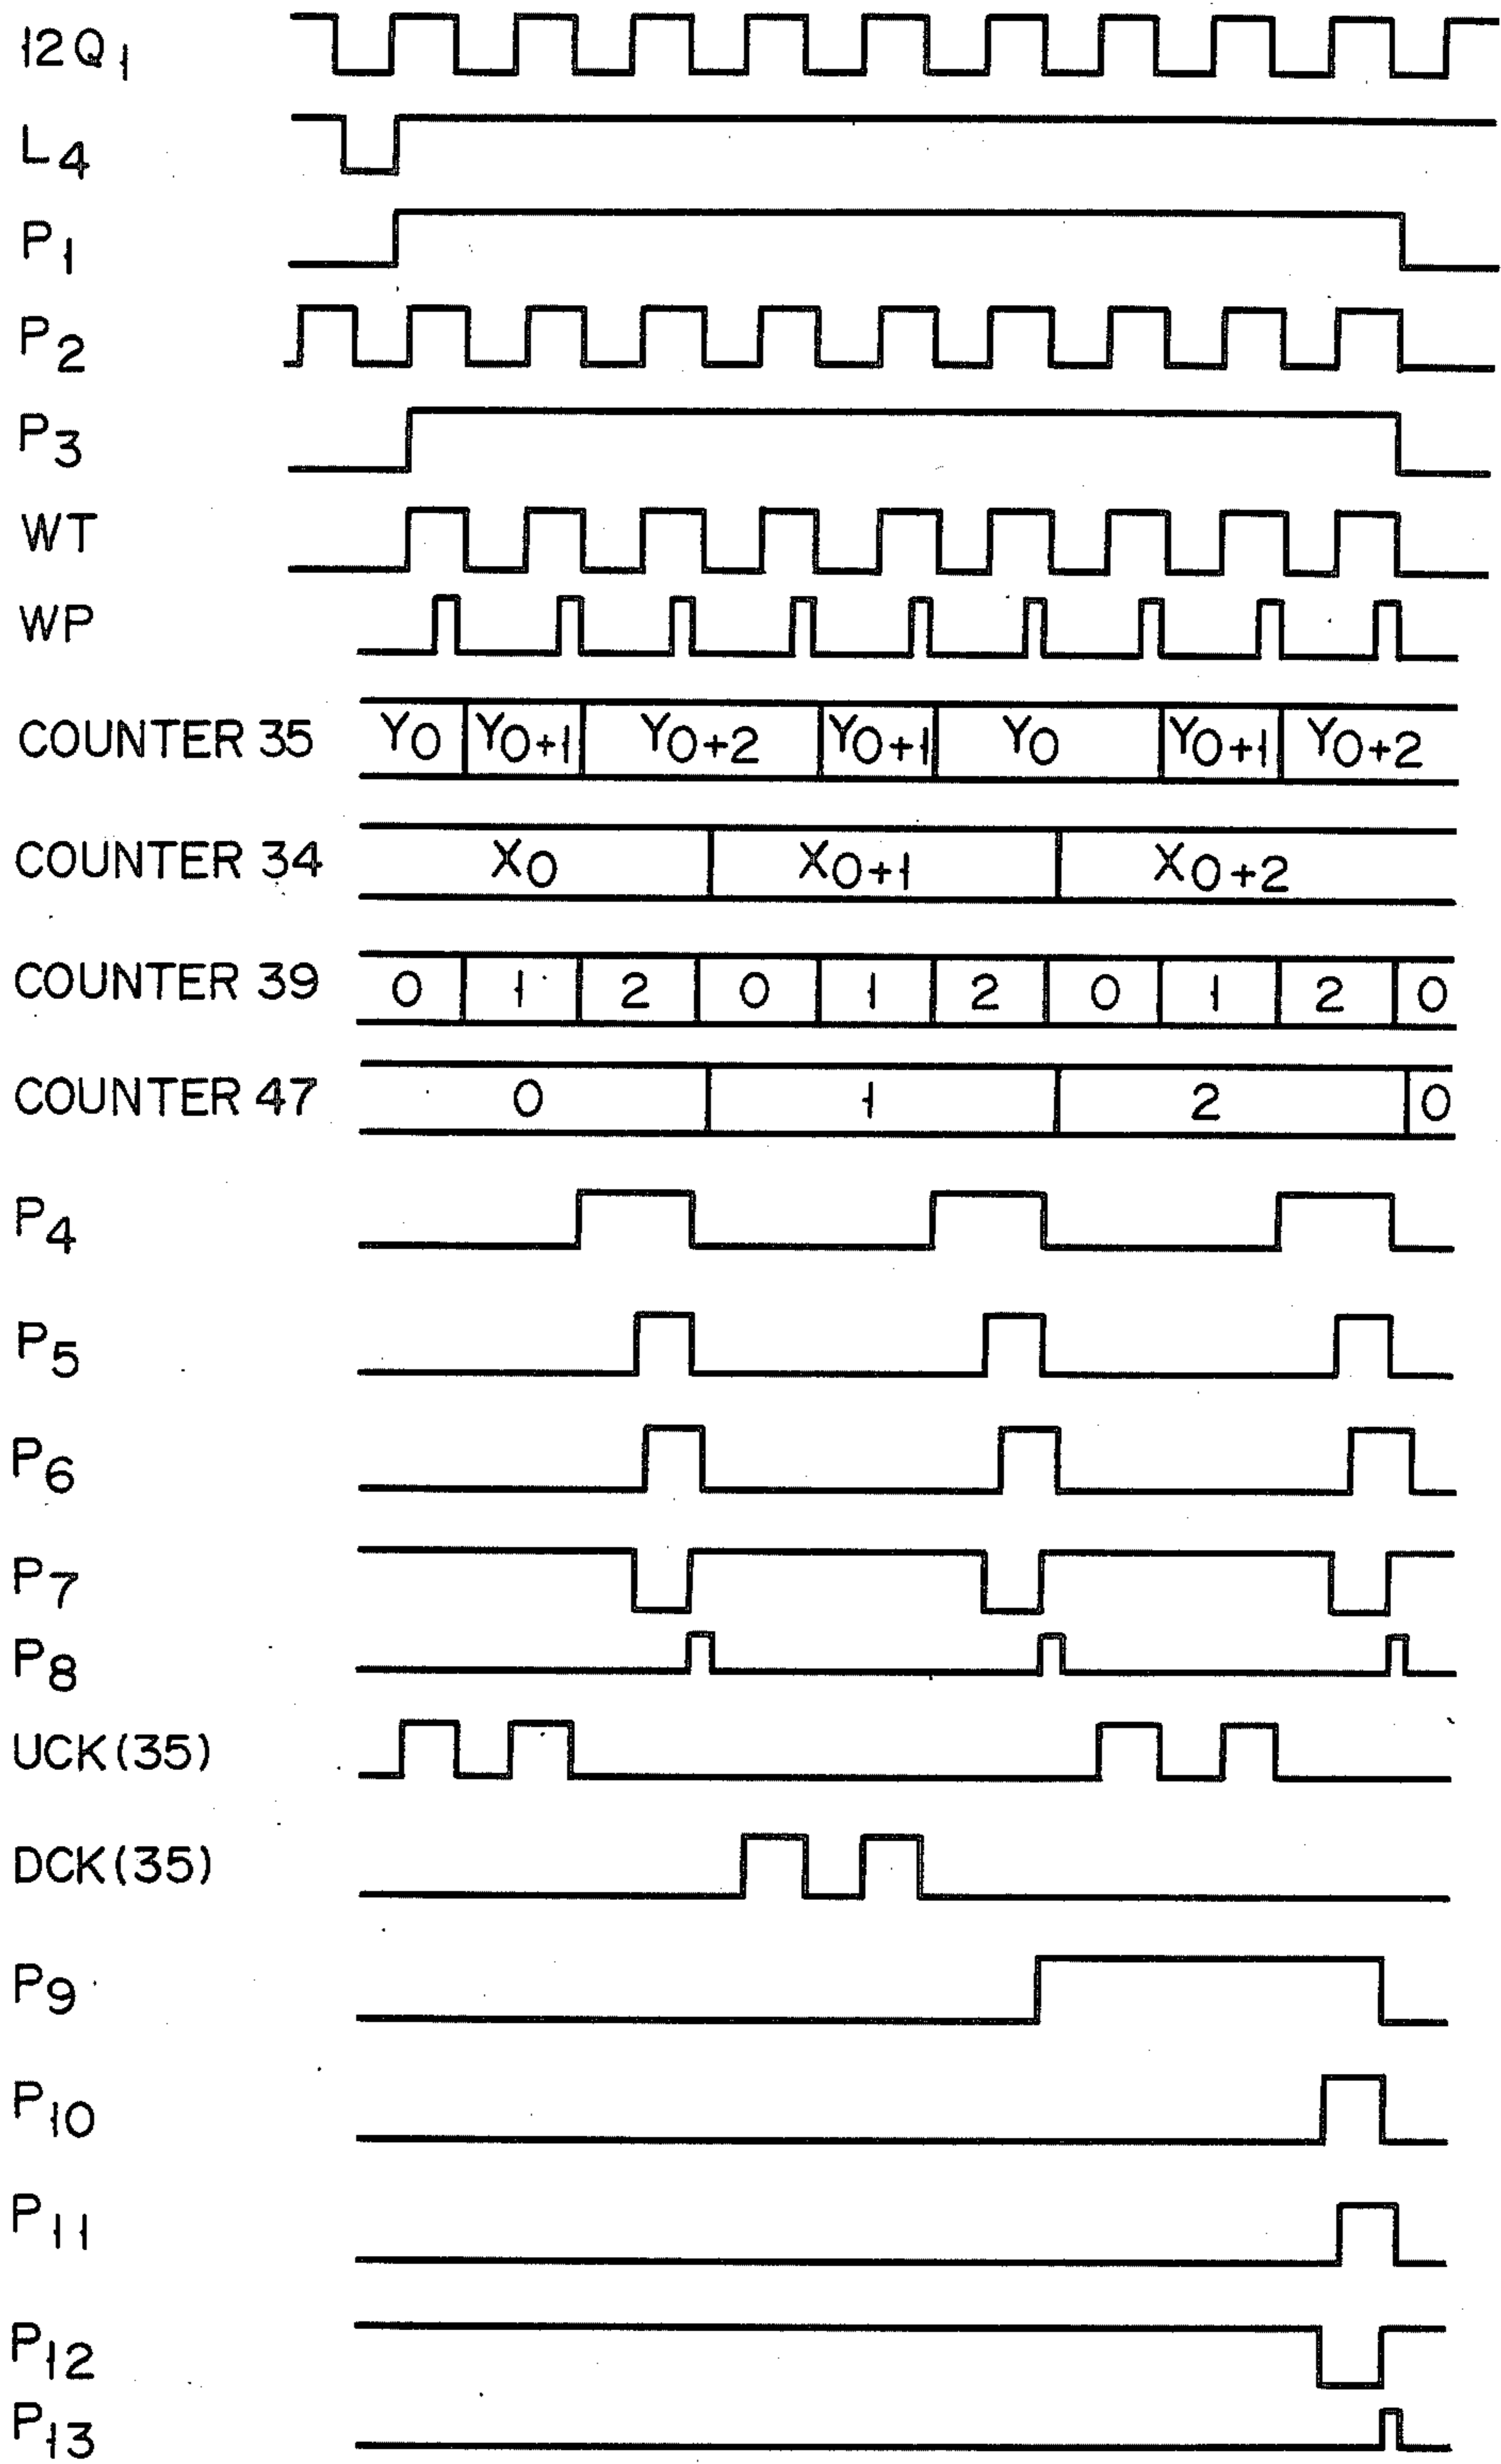 12Q1
L4
P1
P2
P3
WT
WP
COUNTER 35 Y0 Y0+1 Y0+2 Y0+1 Y0 Y0+1 Y0+2
COUNTER 34 X0 X0+1 X0+2
COUNTER 39 0 1 2 0 1 2 0 1 2 0
COUNTER 47 0 1 2 0
P4
P5
P6
P7
P8
UCK(35)
DCK(35)
P9
P10
P11
P12
P13